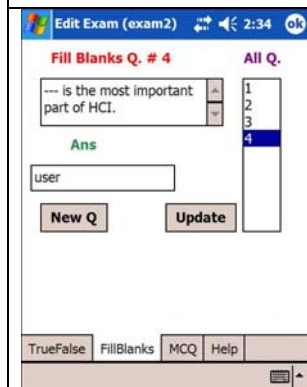 Edit Exam (exam2) 2:34 ok
Fill Blanks Q. # 4 All Q.
--- is the most important
part of HCI.
1
2
3
4
Ans
user
New Q Update
TrueFalse FillBlanks MCQ Help